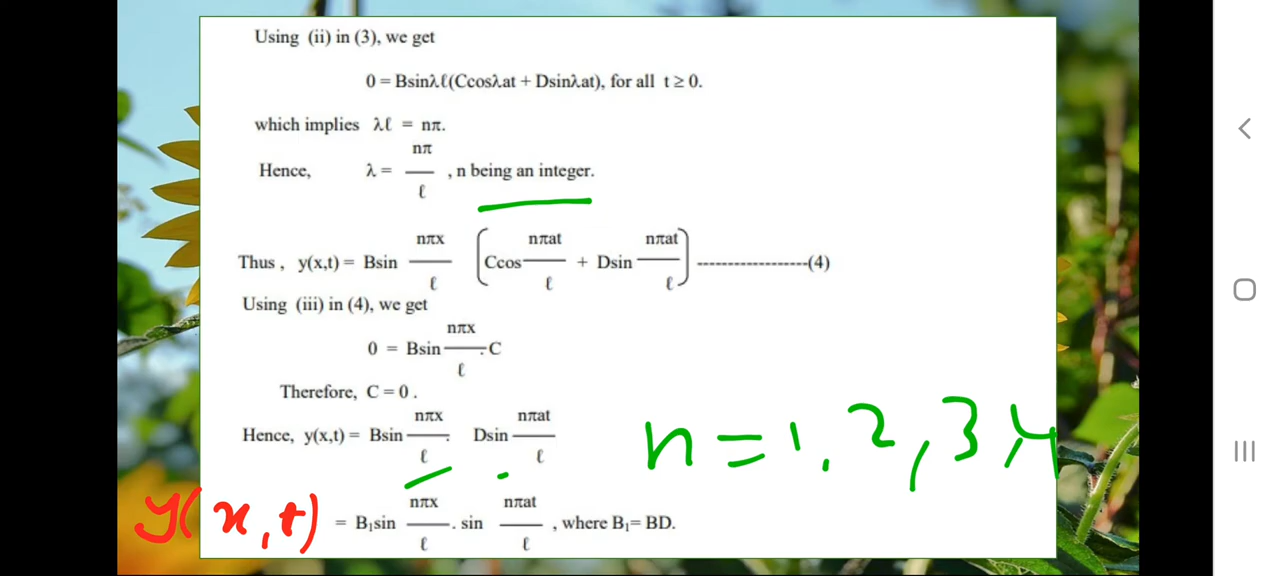 Using (ii) in (3), we get
0 = Bsinλℓ(Ccosλat + Dsinλat), for all t ≥ 0.
which implies λℓ = nπ.
Hence, λ = nπ/ℓ , n being an integer.
Thus , y(x,t) = Bsin nπx/ℓ (Ccos nπat/ℓ + Dsin nπat/ℓ) ------------------(4)
Using (iii) in (4), we get
0 = Bsin nπx/ℓ . C
Therefore, C = 0 .
Hence, y(x,t) = Bsin nπx/ℓ . Dsin nπat/ℓ
n = 1, 2, 3, 4
y(x,t) = B₁sin nπx/ℓ . sin nπat/ℓ , where B₁= BD.